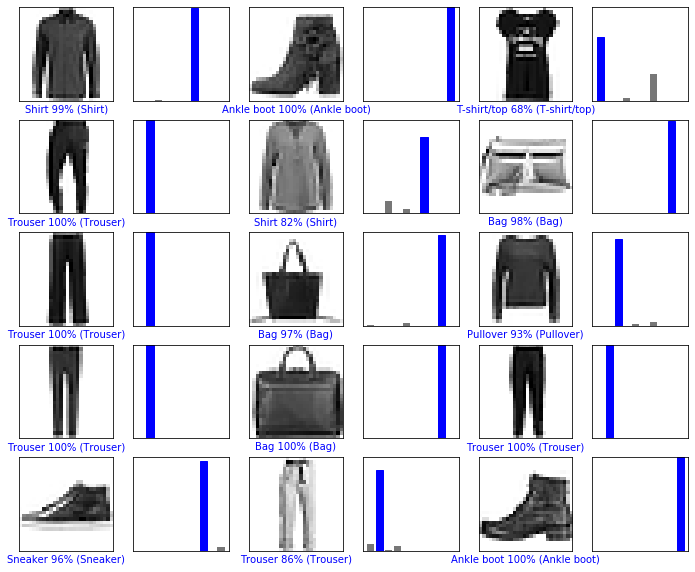 Shirt 99% (Shirt)
Ankle boot 100% (Ankle boot)
T-shirt/top 68% (T-shirt/top)
Trouser 100% (Trouser)
Shirt 82% (Shirt)
Bag 98% (Bag)
Trouser 100% (Trouser)
Bag 97% (Bag)
Pullover 93% (Pullover)
Trouser 100% (Trouser)
Bag 100% (Bag)
Trouser 100% (Trouser)
Sneaker 96% (Sneaker)
Trouser 86% (Trouser)
Ankle boot 100% (Ankle boot)